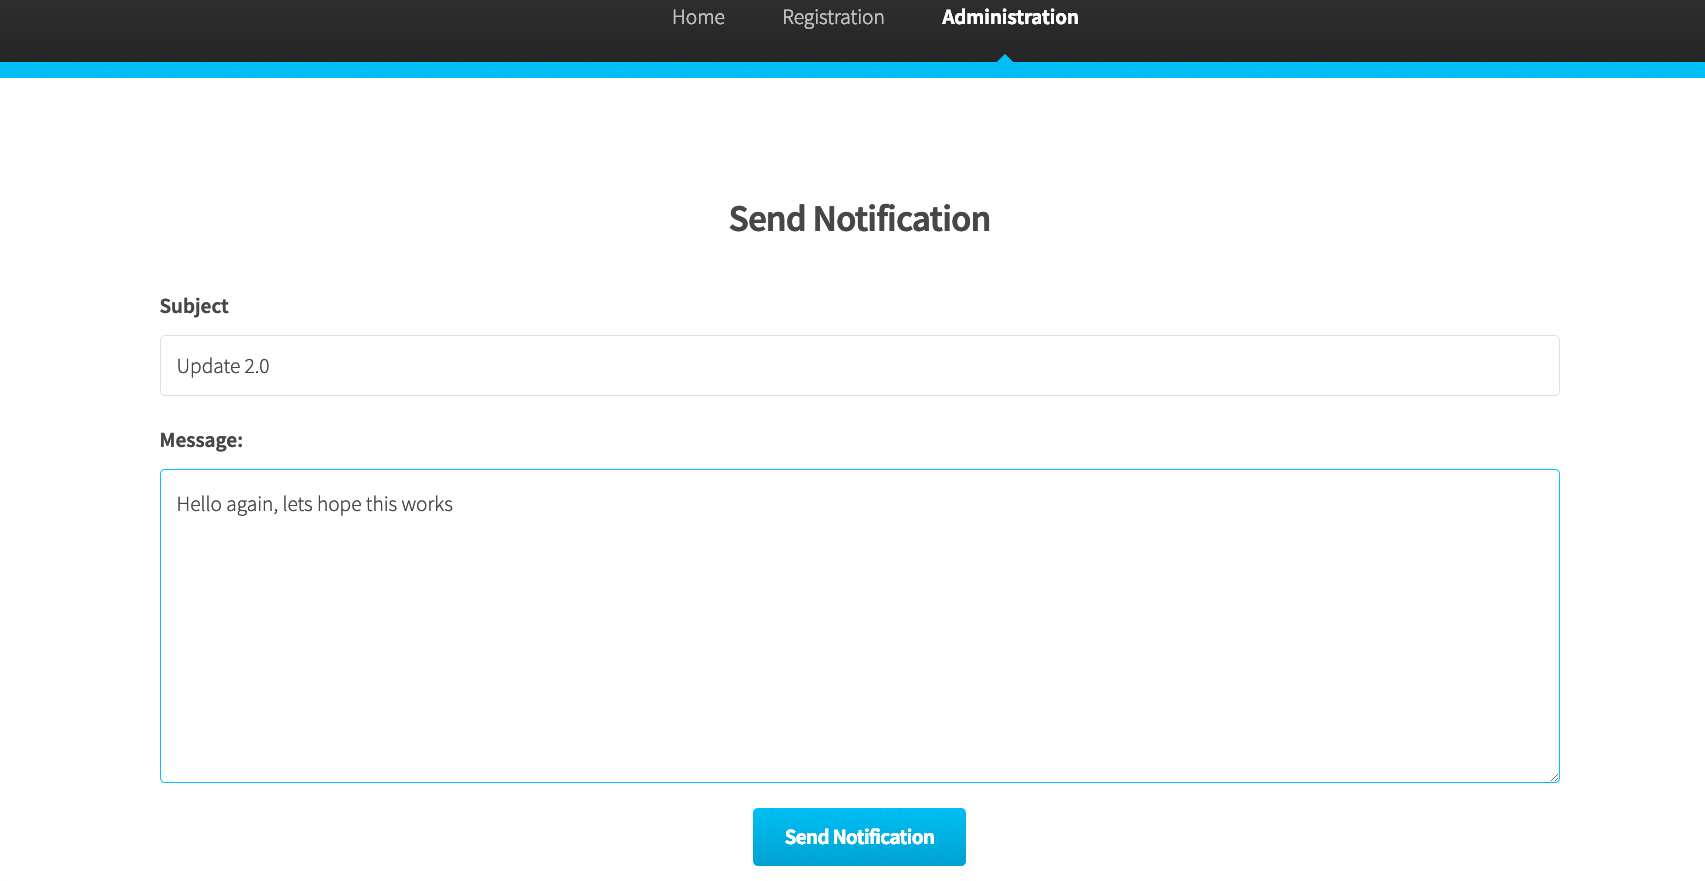 Home Registration Administration
Send Notification
Subject
Update 2.0
Message:
Hello again, lets hope this works
Send Notification